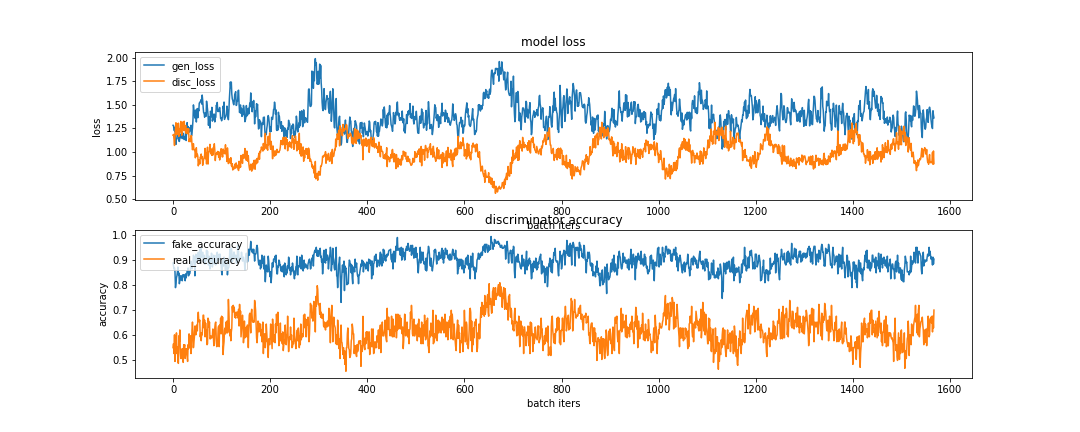 model loss
2.00
1.75
1.50
1.25
1.00
0.75
0.50
loss
gen_loss
disc_loss
0 200 400 600 800 1000 1200 1400 1600
batch iters
discriminator accuracy
1.0
0.9
0.8
0.7
0.6
0.5
accuracy
fake_accuracy
real_accuracy
0 200 400 600 800 1000 1200 1400 1600
batch iters